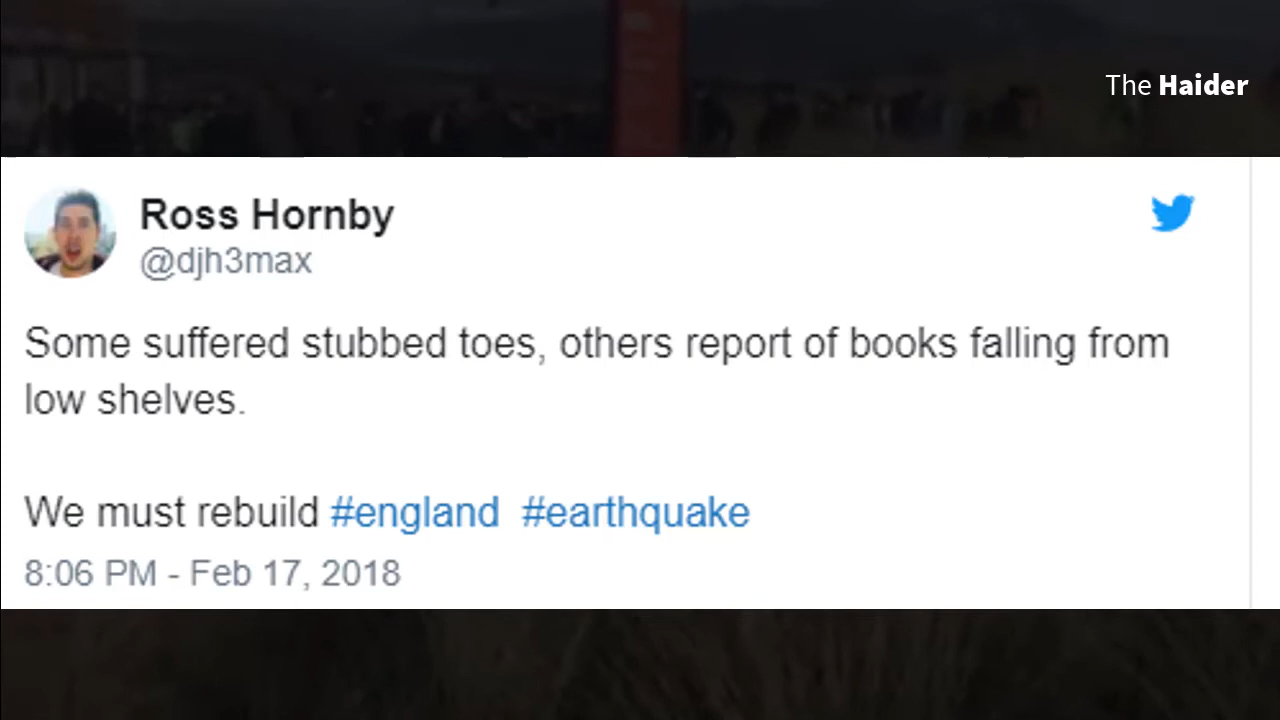 The Haider
Ross Hornby
@djh3max
Some suffered stubbed toes, others report of books falling from
low shelves.
We must rebuild #england #earthquake
8:06 PM - Feb 17, 2018